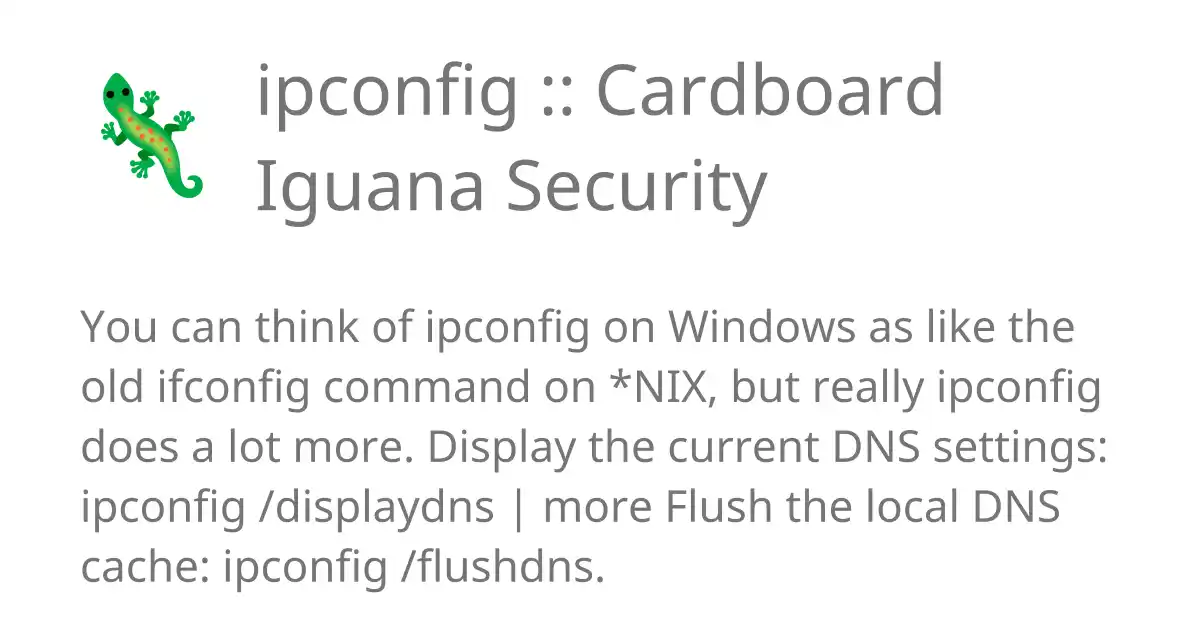 ipconfig :: Cardboard
Iguana Security
You can think of ipconfig on Windows as like the
old ifconfig command on *NIX, but really ipconfig
does a lot more. Display the current DNS settings:
ipconfig /displaydns | more Flush the local DNS
cache: ipconfig /flushdns.